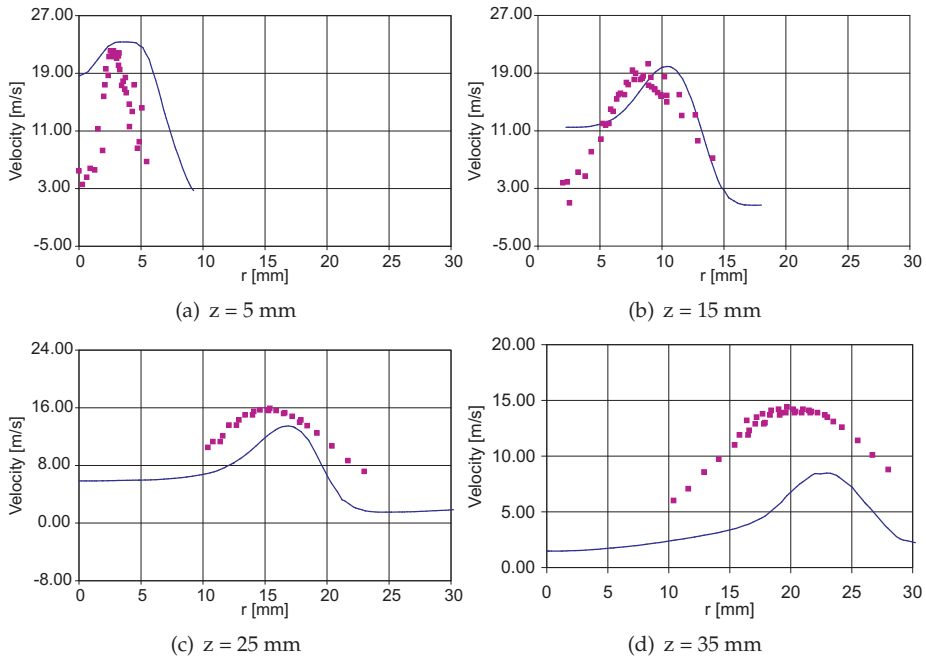 27.00
19.00
11.00
3.00
-5.00
Velocity [m/s]
0 5 10 15 20 25 30
r [mm]
(a) z = 5 mm
27.00
19.00
11.00
3.00
-5.00
Velocity [m/s]
0 5 10 15 20 25 30
r [mm]
(b) z = 15 mm
24.00
16.00
8.00
0.00
-8.00
Velocity [m/s]
0 5 10 15 20 25 30
r [mm]
(c) z = 25 mm
20.00
15.00
10.00
5.00
0.00
Velocity [m/s]
0 5 10 15 20 25 30
r [mm]
(d) z = 35 mm